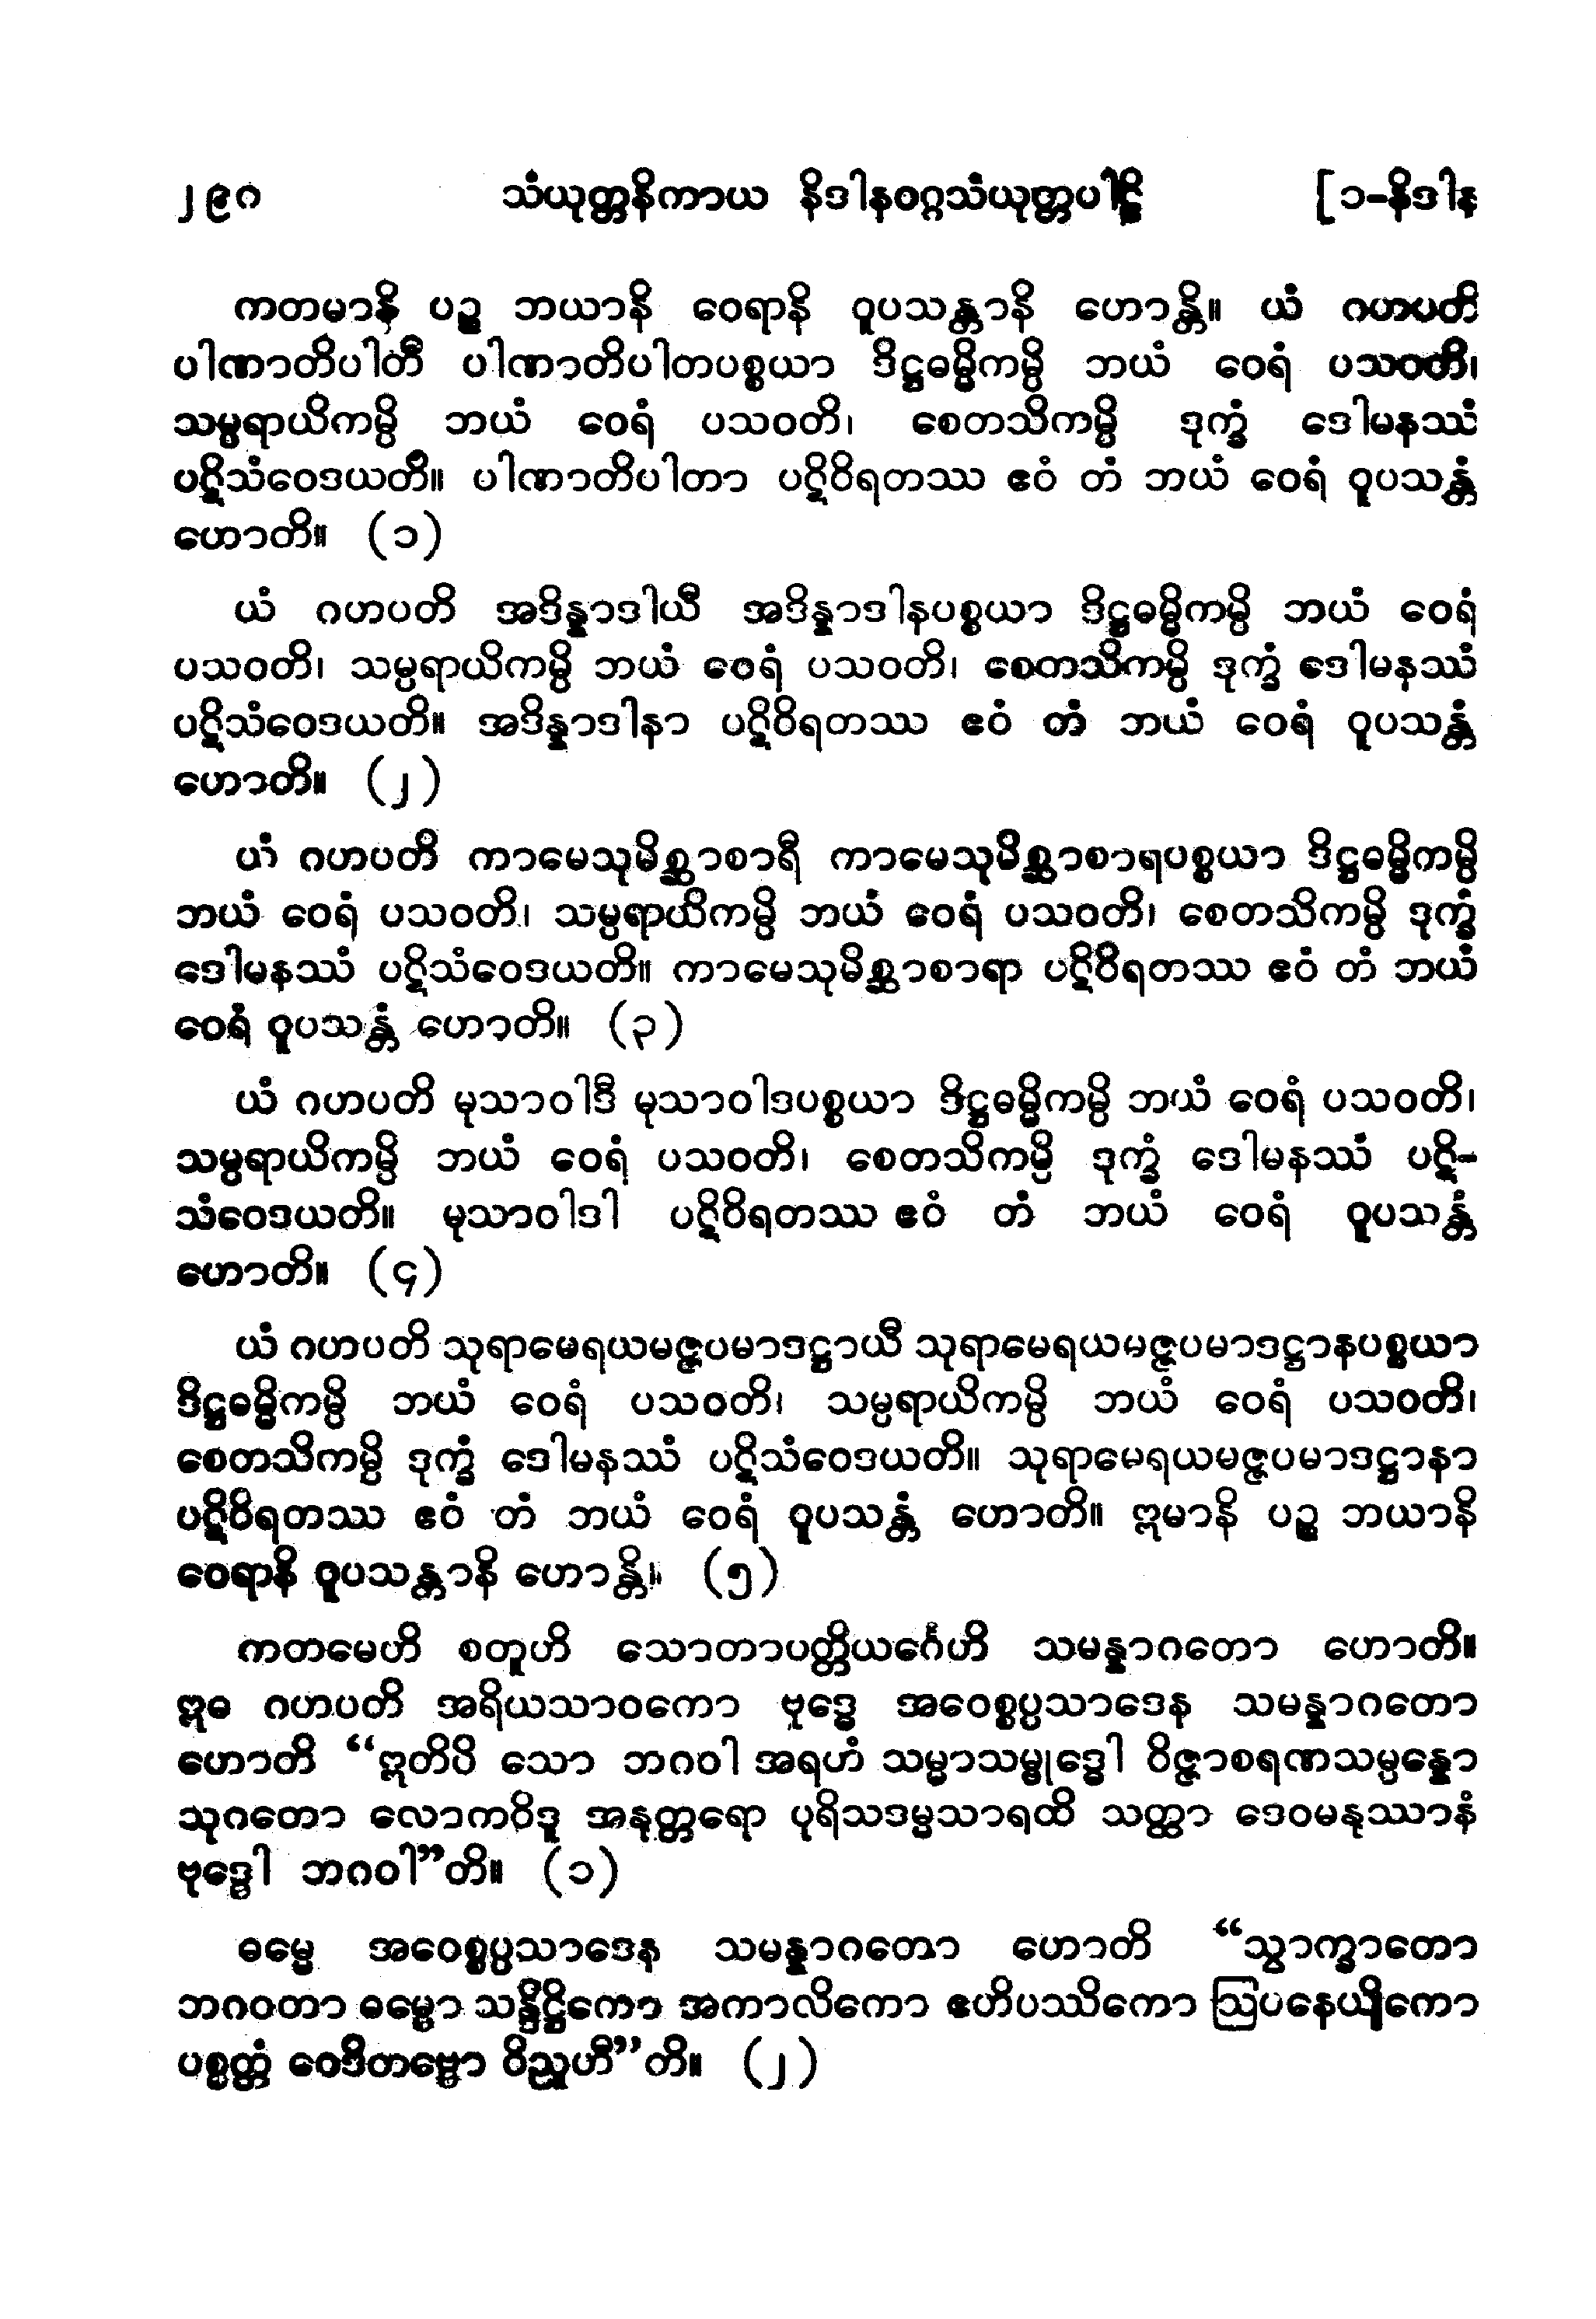 ၂၉၀ သံယုတ္တနိကာယ နိဒါနဝဂ္ဂသံယုတ္တပါဠိ [၁-နိဒါန
ကတမာနိ ပဉ္စ ဘယာနိ ဝေရာနိ ဝူပသန္တာနိ ဟောန္တိ။ ယံ ဂဟပတိ
ပါဏာတိပါတီ ပါဏာတိပါတပစ္စယာ ဒိဋ္ဌဓမ္မိကမ္ပိ ဘယံ ဝေရံ ပသဝတိ၊
သမ္ပရာယိကမ္ပိ ဘယံ ဝေရံ ပသဝတိ၊ စေတသိကမ္ပိ ဒုက္ခံ ဒေါမနဿံ
ပဋိသံဝေဒယတိ။ ပါဏာတိပါတာ ပဋိဝိရတဿ ဧဝံ တံ ဘယံ ဝေရံ ဝူပသန္တံ
ဟောတိ။ (၁)
ယံ ဂဟပတိ အဒိန္နာဒါယီ အဒိန္နာဒါနပစ္စယာ ဒိဋ္ဌဓမ္မိကမ္ပိ ဘယံ ဝေရံ
ပသဝတိ၊ သမ္ပရာယိကမ္ပိ ဘယံ ဝေရံ ပသဝတိ၊ စေတသိကမ္ပိ ဒုက္ခံ ဒေါမနဿံ
ပဋိသံဝေဒယတိ။ အဒိန္နာဒါနာ ပဋိဝိရတဿ ဧဝံ တံ ဘယံ ဝေရံ ဝူပသန္တံ
ဟောတိ။ (၂)
ယံ ဂဟပတိ ကာမေသုမိစ္ဆာစာရီ ကာမေသုမိစ္ဆာစာရပစ္စယာ ဒိဋ္ဌဓမ္မိကမ္ပိ
ဘယံ ဝေရံ ပသဝတိ၊ သမ္ပရာယိကမ္ပိ ဘယံ ဝေရံ ပသဝတိ၊ စေတသိကမ္ပိ ဒုက္ခံ
ဒေါမနဿံ ပဋိသံဝေဒယတိ။ ကာမေသုမိစ္ဆာစာရာ ပဋိဝိရတဿ ဧဝံ တံ ဘယံ
ဝေရံ ဝူပသန္တံ ဟောတိ။ (၃)
ယံ ဂဟပတိ မုသာဝါဒီ မုသာဝါဒပစ္စယာ ဒိဋ္ဌဓမ္မိကမ္ပိ ဘယံ ဝေရံ ပသဝတိ၊
သမ္ပရာယိကမ္ပိ ဘယံ ဝေရံ ပသဝတိ၊ စေတသိကမ္ပိ ဒုက္ခံ ဒေါမနဿံ ပဋိ-
သံဝေဒယတိ။ မုသာဝါဒါ ပဋိဝိရတဿ ဧဝံ တံ ဘယံ ဝေရံ ဝူပသန္တံ
ဟောတိ။ (၄)
ယံ ဂဟပတိ သုရာမေရယမဇ္ဇပမာဒဋ္ဌာယီ သုရာမေရယမဇ္ဇပမာဒဋ္ဌာနပစ္စယာ
ဒိဋ္ဌဓမ္မိကမ္ပိ ဘယံ ဝေရံ ပသဝတိ၊ သမ္ပရာယိကမ္ပိ ဘယံ ဝေရံ ပသဝတိ၊
စေတသိကမ္ပိ ဒုက္ခံ ဒေါမနဿံ ပဋိသံဝေဒယတိ။ သုရာမေရယမဇ္ဇပမာဒဋ္ဌာနာ
ပဋိဝိရတဿ ဧဝံ တံ ဘယံ ဝေရံ ဝူပသန္တံ ဟောတိ။ ဣမာနိ ပဉ္စ ဘယာနိ
ဝေရာနိ ဝူပသန္တာနိ ဟောန္တိ။ (၅)
ကတမေဟိ စတူဟိ သောတာပတ္တိယင်္ဂေဟိ သမန္နာဂတော ဟောတိ။
ဣဓ ဂဟပတိ အရိယသာဝကော ဗုဒ္ဓေ အဝေစ္စပ္ပသာဒေန သမန္နာဂတော
ဟောတိ “ဣတိပိ သော ဘဂဝါ အရဟံ သမ္မာသမ္ဗုဒ္ဓေါ ဝိဇ္ဇာစရဏသမ္ပန္နော
သုဂတော လောကဝိဒူ အနုတ္တရော ပုရိသဒမ္မသာရထိ သတ္ထာ ဒေဝမနုဿာနံ
ဗုဒ္ဓေါ ဘဂဝါ”တိ။ (၁)
ဓမ္မေ အဝေစ္စပ္ပသာဒေန သမန္နာဂတော ဟောတိ “သွာက္ခာတော
ဘဂဝတာ ဓမ္မော သန္ဒိဋ္ဌိကော အကာလိကော ဧဟိပဿိကော ဩပနေယျိကော
ပစ္စတ္တံ ဝေဒိတဗ္ဗော ဝိညူဟီ”တိ။ (၂)